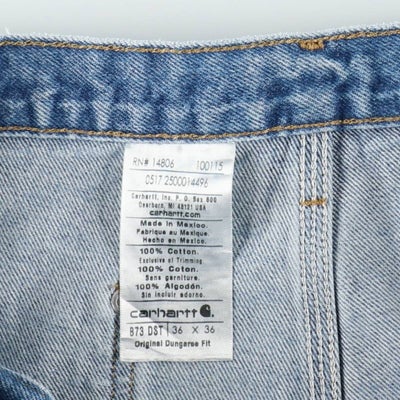 RN# 14806 100115
0517 2500014496
Carhartt, Inc. P.O. Box 600
Dearborn, MI 48121 USA
carhartt.com
Made in Mexico.
Fabriqué au Mexique
Hecho en Mexico.
100% Cotton.
Exclusive of Trimming
100% Coton.
Sans garniture
100% Algodón.
Sin incluir adorno.
carhartt
B73 DST 36 X 36
Original Dungaree Fit